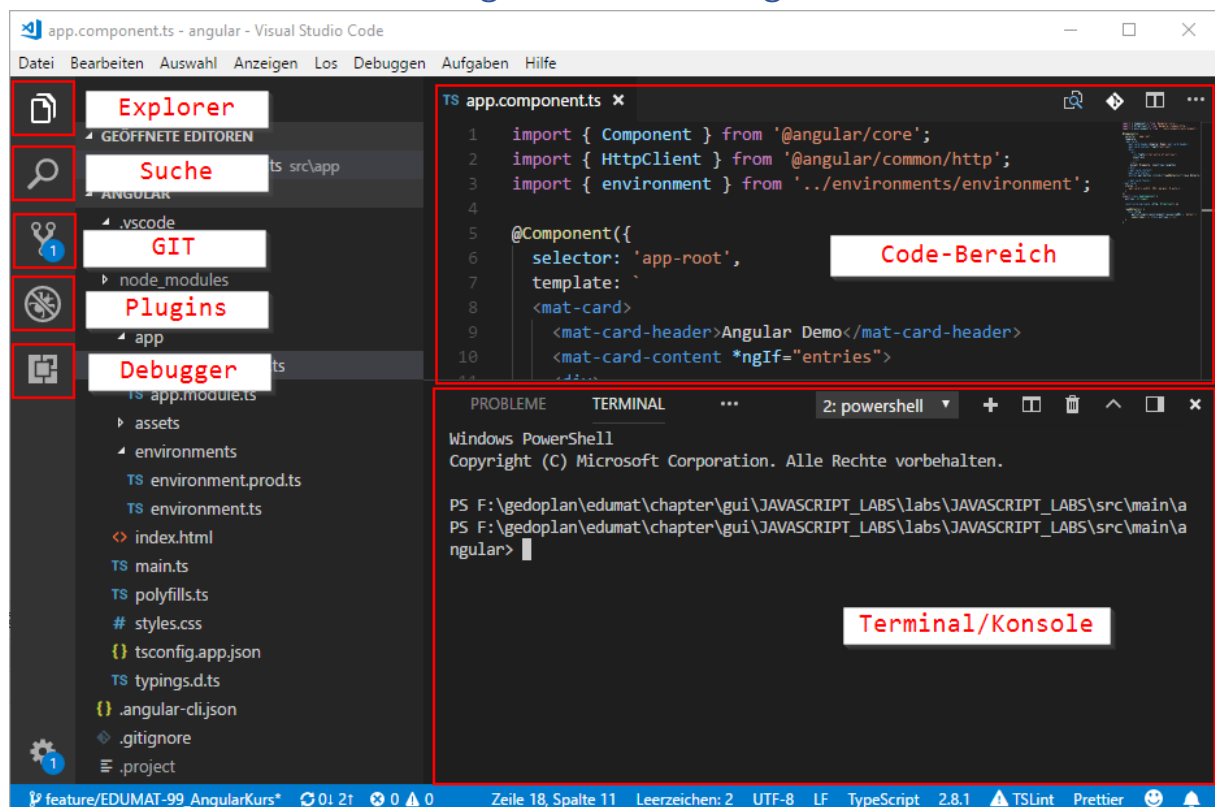 app.component.ts - angular - Visual Studio Code
Datei Bearbeiten Auswahl Anzeigen Los Debuggen Aufgaben Hilfe
Explorer
GEÖFFNETE EDITOREN
Suche
ts src\app
ANGULAR
.vscode
GIT
1
node_modules
Plugins
app
Debugger
ts
TS app.module.ts
assets
environments
TS environment.prod.ts
TS environment.ts
<> index.html
TS main.ts
TS polyfills.ts
# styles.css
{} tsconfig.app.json
TS typings.d.ts
{} .angular-cli.json
.gitignore
.project
1
TS app.component.ts ×
1 import { Component } from '@angular/core';
2 import { HttpClient } from '@angular/common/http';
3 import { environment } from '../environments/environment';
4
5 @Component({
6 selector: 'app-root',
7 template: `
8 <mat-card>
9 <mat-card-header>Angular Demo</mat-card-header>
10 <mat-card-content *ngIf="entries">
Code-Bereich
PROBLEME TERMINAL ... 2: powershell
Windows PowerShell
Copyright (C) Microsoft Corporation. Alle Rechte vorbehalten.
PS F:\gedoplan\edumat\chapter\gui\JAVASCRIPT_LABS\labs\JAVASCRIPT_LABS\src\main\a
PS F:\gedoplan\edumat\chapter\gui\JAVASCRIPT_LABS\labs\JAVASCRIPT_LABS\src\main\a
ngular>
Terminal/Konsole
feature/EDUMAT-99_AngularKurs* 0↓ 2↑ 0 0 Zeile 18, Spalte 11 Leerzeichen: 2 UTF-8 LF TypeScript 2.8.1 TSLint Prettier